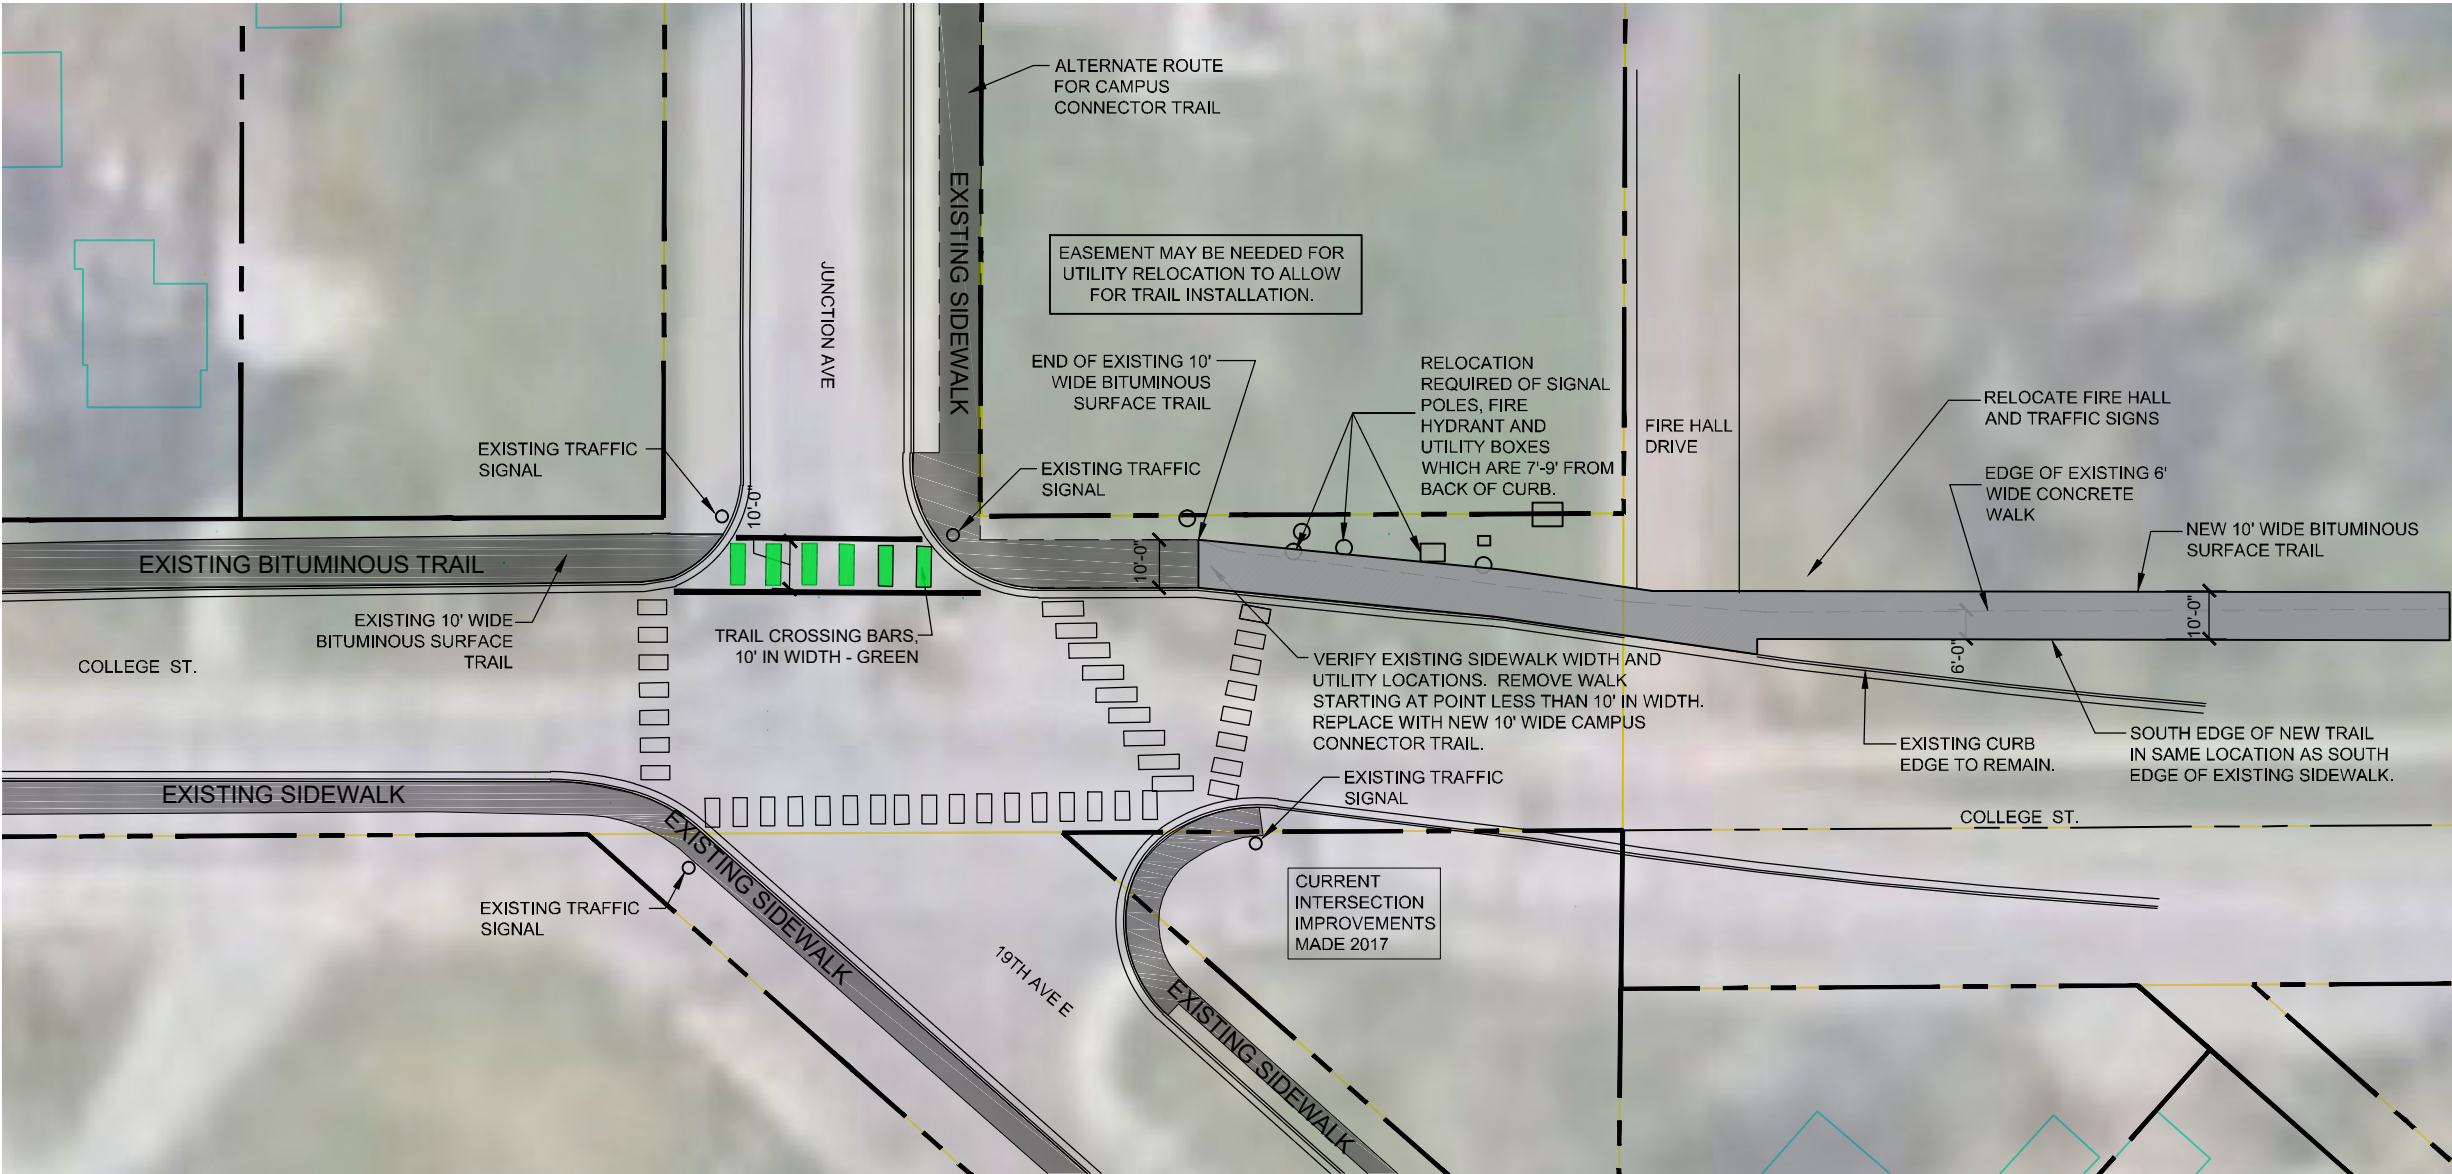 ALTERNATE ROUTE
FOR CAMPUS
CONNECTOR TRAIL
EXISTING SIDEWALK
JUNCTION AVE
EASEMENT MAY BE NEEDED FOR
UTILITY RELOCATION TO ALLOW
FOR TRAIL INSTALLATION.
END OF EXISTING 10'
WIDE BITUMINOUS
SURFACE TRAIL
RELOCATION
REQUIRED OF SIGNAL
POLES, FIRE
HYDRANT AND
UTILITY BOXES
WHICH ARE 7'-9' FROM
BACK OF CURB.
FIRE HALL
DRIVE
RELOCATE FIRE HALL
AND TRAFFIC SIGNS
EDGE OF EXISTING 6'
WIDE CONCRETE
WALK
NEW 10' WIDE BITUMINOUS
SURFACE TRAIL
EXISTING TRAFFIC
SIGNAL
EXISTING TRAFFIC
SIGNAL
10'-0"
10'-0"
10'-0"
6'-0"
EXISTING BITUMINOUS TRAIL
EXISTING 10' WIDE
BITUMINOUS SURFACE
TRAIL
TRAIL CROSSING BARS,
10' IN WIDTH - GREEN
COLLEGE ST.
VERIFY EXISTING SIDEWALK WIDTH AND
UTILITY LOCATIONS. REMOVE WALK
STARTING AT POINT LESS THAN 10' IN WIDTH.
REPLACE WITH NEW 10' WIDE CAMPUS
CONNECTOR TRAIL.
EXISTING CURB
EDGE TO REMAIN.
SOUTH EDGE OF NEW TRAIL
IN SAME LOCATION AS SOUTH
EDGE OF EXISTING SIDEWALK.
EXISTING TRAFFIC
SIGNAL
COLLEGE ST.
EXISTING SIDEWALK
EXISTING SIDEWALK
EXISTING TRAFFIC
SIGNAL
CURRENT
INTERSECTION
IMPROVEMENTS
MADE 2017
19TH AVE E
EXISTING SIDEWALK